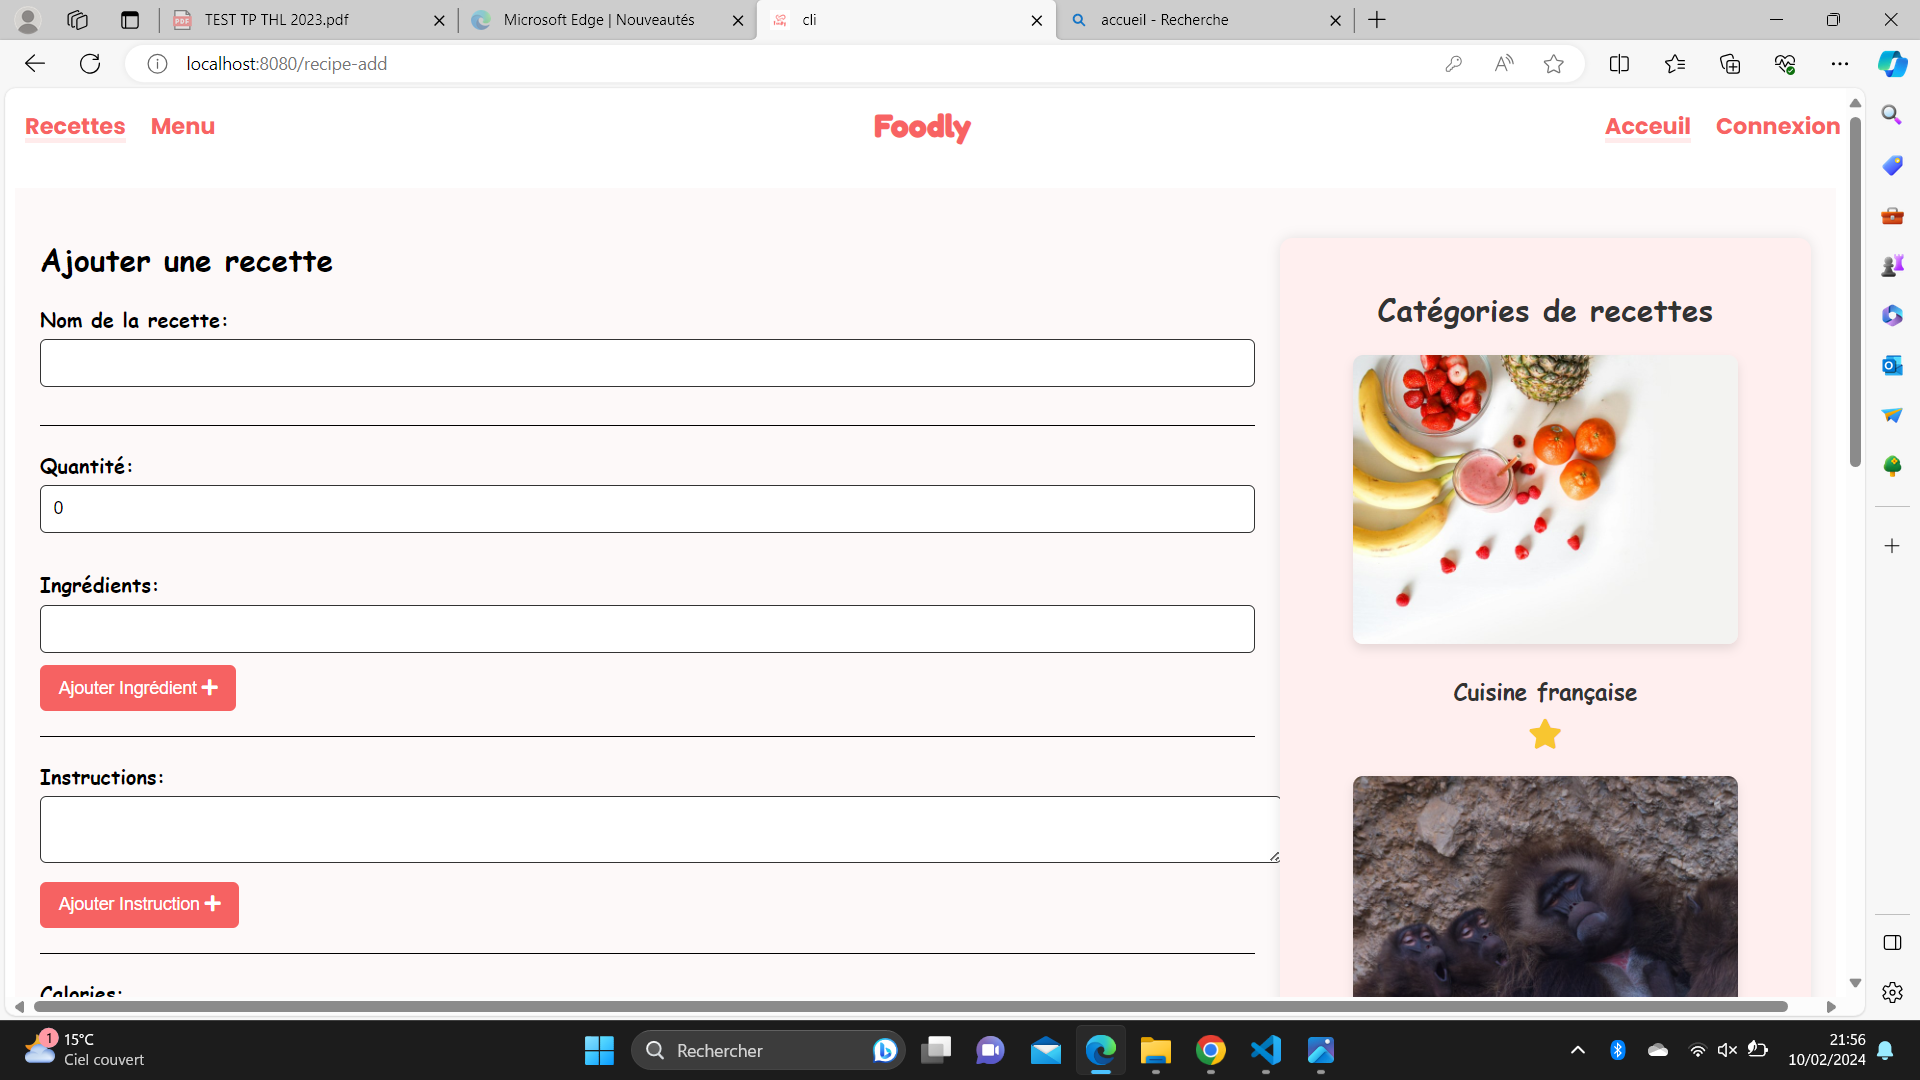 TEST TP THL 2023.pdf
Microsoft Edge | Nouveautés
cli
accueil - Recherche
localhost:8080/recipe-add
Recettes
Menu
Foodly
Acceuil
Connexion
Ajouter une recette
Nom de la recette:
Quantité:
0
Ingrédients:
Ajouter Ingrédient
Instructions:
Ajouter Instruction
Calories:
Catégories de recettes
Cuisine française
1
15°C
Ciel couvert
Rechercher
21:56
10/02/2024